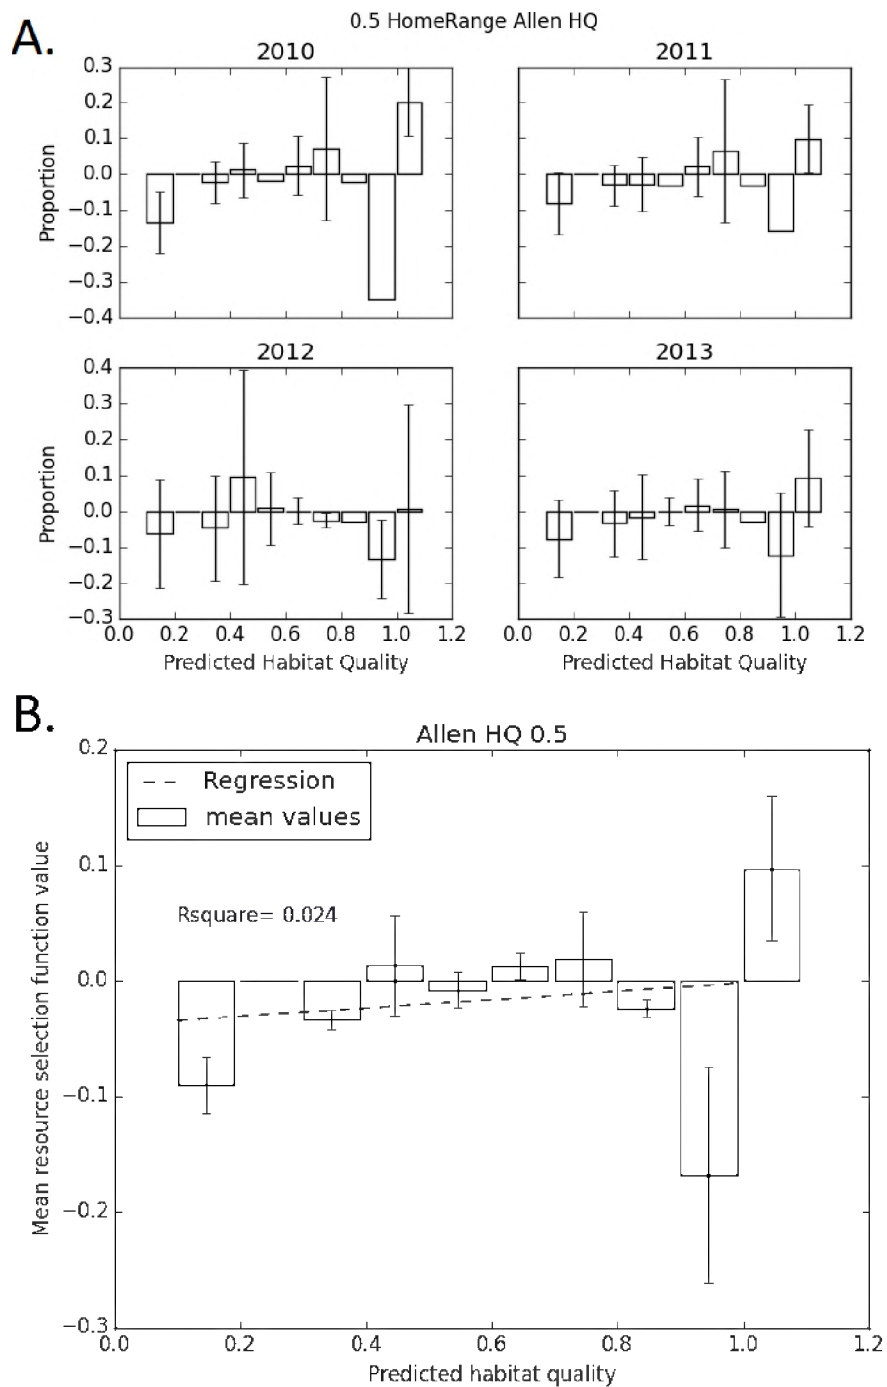 A.
0.5 HomeRange Allen HQ
2010
2011
0.3
0.2
0.1
0.0
−0.1
−0.2
−0.3
−0.4
Proportion
2012
2013
0.4
0.3
0.2
0.1
0.0
−0.1
−0.2
−0.3
Proportion
0.0 0.2 0.4 0.6 0.8 1.0 1.2
0.0 0.2 0.4 0.6 0.8 1.0 1.2
Predicted Habitat Quality
Predicted Habitat Quality
B.
Allen HQ 0.5
0.2
0.1
0.0
−0.1
−0.2
−0.3
Mean resource selection function value
Regression
mean values
Rsquare= 0.024
0.0 0.2 0.4 0.6 0.8 1.0 1.2
Predicted habitat quality